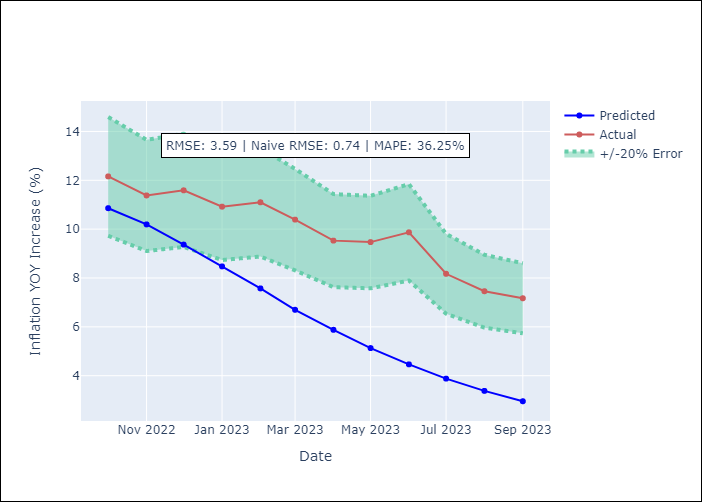 RMSE: 3.59 | Naive RMSE: 0.74 | MAPE: 36.25%
Predicted
Actual
+/-20% Error
Inflation YOY Increase (%)
14
12
10
8
6
4
Nov 2022
Jan 2023
Mar 2023
May 2023
Jul 2023
Sep 2023
Date